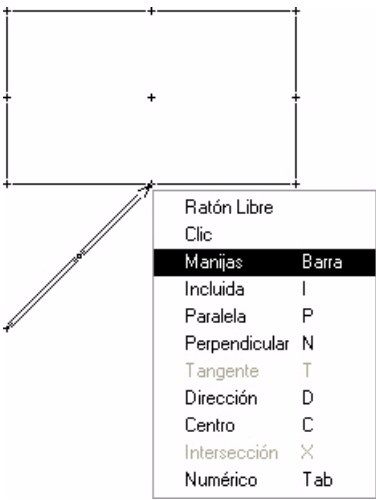 Ratón Libre
Clic
Manijas Barra
Incluida I
Paralela P
Perpendicular N
Tangente T
Dirección D
Centro C
Intersección X
Numérico Tab